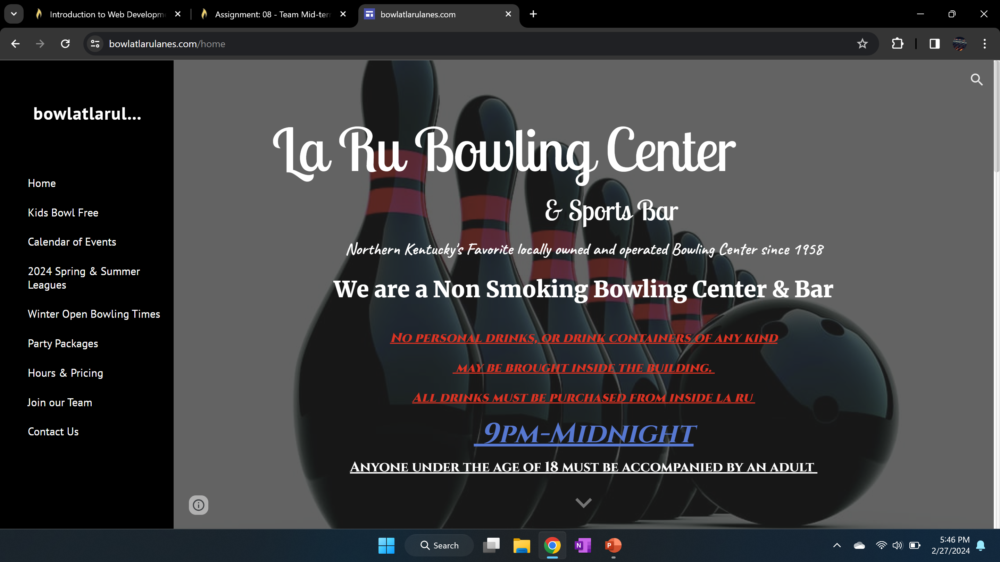 Introduction to Web Developme
Assignment: 08 - Team Mid-terr
bowlatlarulanes.com
bowlatlarulanes.com/home
bowlatlarul...
Home
Kids Bowl Free
Calendar of Events
2024 Spring & Summer
Leagues
Winter Open Bowling Times
Party Packages
Hours & Pricing
Join our Team
Contact Us
La Ru Bowling Center
& Sports Bar
Northern Kentucky's Favorite locally owned and operated Bowling Center since 1958
We are a Non Smoking Bowling Center & Bar
No personal drinks, or drink containers of any kind
may be brought inside the building.
All drinks must be purchased from inside la ru
9pm-Midnight
Anyone under the age of 18 must be accompanied by an adult
Search
N
P
5:46 PM
2/27/2024